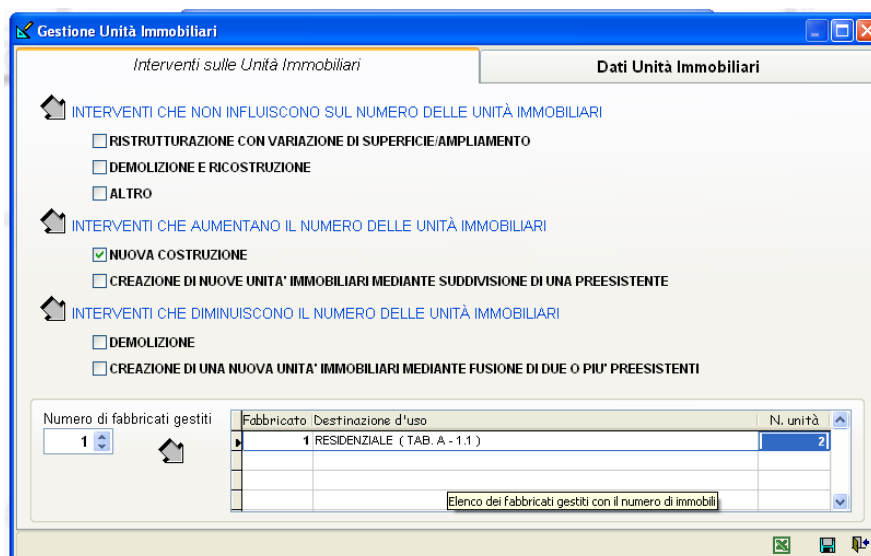 Gestione Unità Immobiliari
Interventi sulle Unità Immobiliari
Dati Unità Immobiliari
INTERVENTI CHE NON INFLUISCONO SUL NUMERO DELLE UNITÀ IMMOBILIARI
RISTRUTTURAZIONE CON VARIAZIONE DI SUPERFICIE/AMPLIAMENTO
DEMOLIZIONE E RICOSTRUZIONE
ALTRO
INTERVENTI CHE AUMENTANO IL NUMERO DELLE UNITÀ IMMOBILIARI
NUOVA COSTRUZIONE
CREAZIONE DI NUOVE UNITA' IMMOBILIARI MEDIANTE SUDDIVISIONE DI UNA PREESISTENTE
INTERVENTI CHE DIMINUISCONO IL NUMERO DELLE UNITÀ IMMOBILIARI
DEMOLIZIONE
CREAZIONE DI UNA NUOVA UNITA' IMMOBILIARI MEDIANTE FUSIONE DI DUE O PIU' PREESISTENTI
Numero di fabbricati gestiti
1
Fabbricato Destinazione d'uso N. unità
1 RESIDENZIALE ( TAB. A - 1.1 ) 2
Elenco dei fabbricati gestiti con il numero di immobili